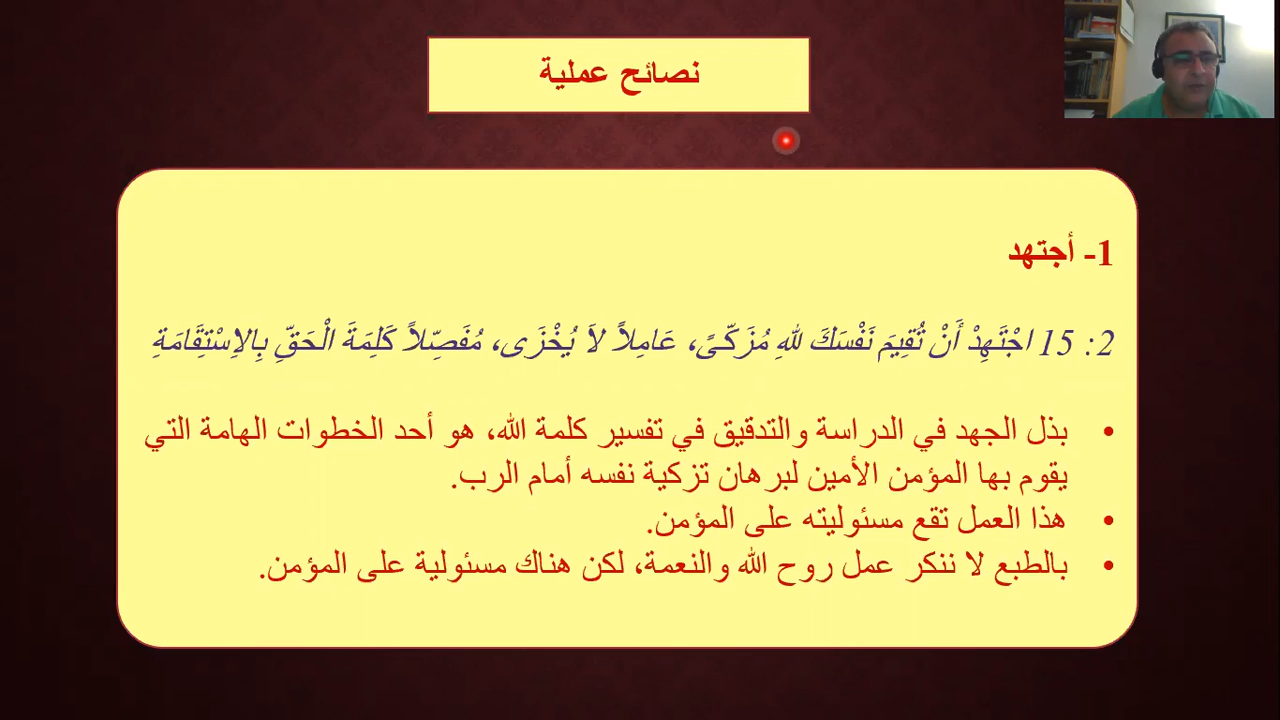 نصائح عملية
1- أجتهد
2: 15 اجْتَهِدْ أَنْ تُقِيمَ نَفْسَكَ للهِ مُزَكّىً، عَامِلاً لاَ يُخْزَى، مُفَصِّلاً كَلِمَةَ الْحَقِّ بِالاِسْتِقَامَةِ
• بذل الجهد في الدراسة والتدقيق في تفسير كلمة الله، هو أحد الخطوات الهامة التي
يقوم بها المؤمن الأمين لبرهان تزكية نفسه أمام الرب.
• هذا العمل تقع مسئوليته على المؤمن.
• بالطبع لا ننكر عمل روح الله والنعمة، لكن هناك مسئولية على المؤمن.